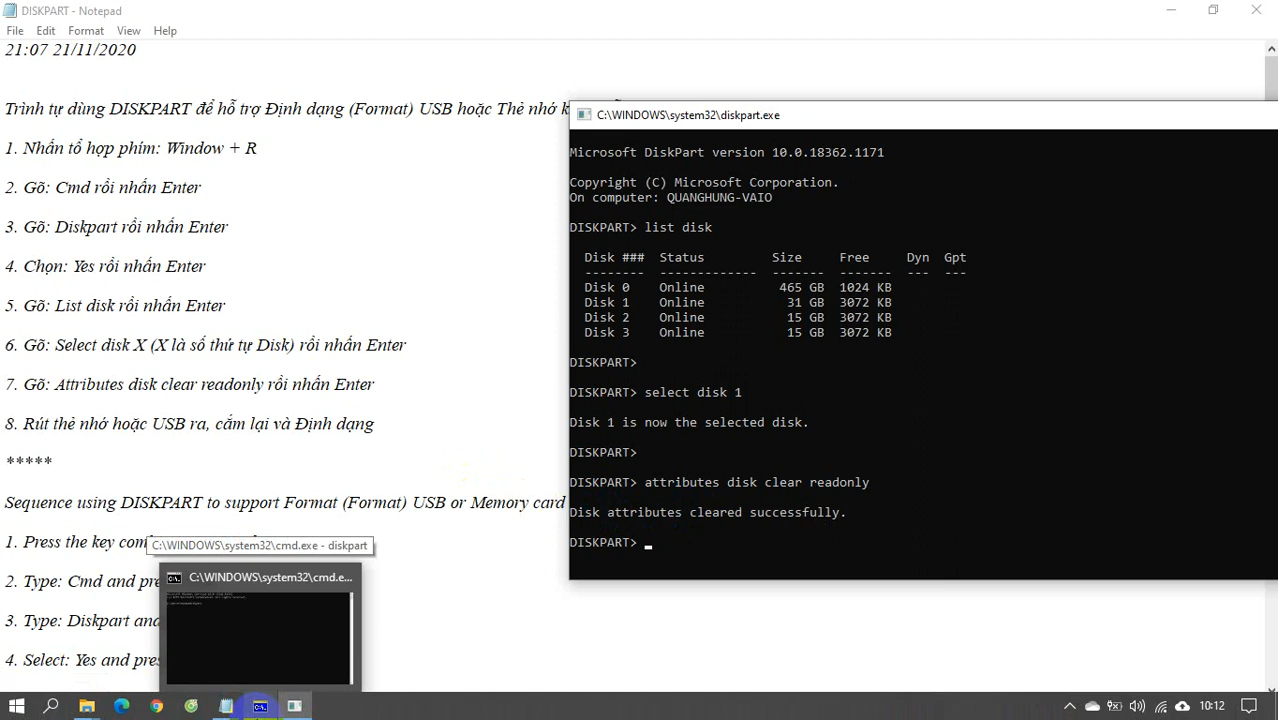 DISKPART - Notepad
File Edit Format View Help
21:07 21/11/2020
Trình tự dùng DISKPART để hỗ trợ Định dạng (Format) USB hoặc Thẻ nhớ
1. Nhấn tổ hợp phím: Window + R
2. Gõ: Cmd rồi nhấn Enter
3. Gõ: Diskpart rồi nhấn Enter
4. Chọn: Yes rồi nhấn Enter
5. Gõ: List disk rồi nhấn Enter
6. Gõ: Select disk X (X là số thứ tự Disk) rồi nhấn Enter
7. Gõ: Attributes disk clear readonly rồi nhấn Enter
8. Rút thẻ nhớ hoặc USB ra, cắm lại và Định dạng
*****
Sequence using DISKPART to support Format (Format) USB or Memory card
1. Press the key
2. Type: Cmd and
3. Type: Diskpart and
4. Select: Yes and
C:\WINDOWS\system32\diskpart.exe
Microsoft DiskPart version 10.0.18362.1171
Copyright (C) Microsoft Corporation.
On computer: QUANGHUNG-VAIO
DISKPART> list disk
Disk ### Status Size Free Dyn Gpt
-------- ------------- ------- ------- --- ---
Disk 0 Online 465 GB 1024 KB
Disk 1 Online 31 GB 3072 KB
Disk 2 Online 15 GB 3072 KB
Disk 3 Online 15 GB 3072 KB
DISKPART>
DISKPART> select disk 1
Disk 1 is now the selected disk.
DISKPART>
DISKPART> attributes disk clear readonly
Disk attributes cleared successfully.
DISKPART>
C:\WINDOWS\system32\cmd.exe - diskpart
C:\WINDOWS\system32\cmd.e...
10:12